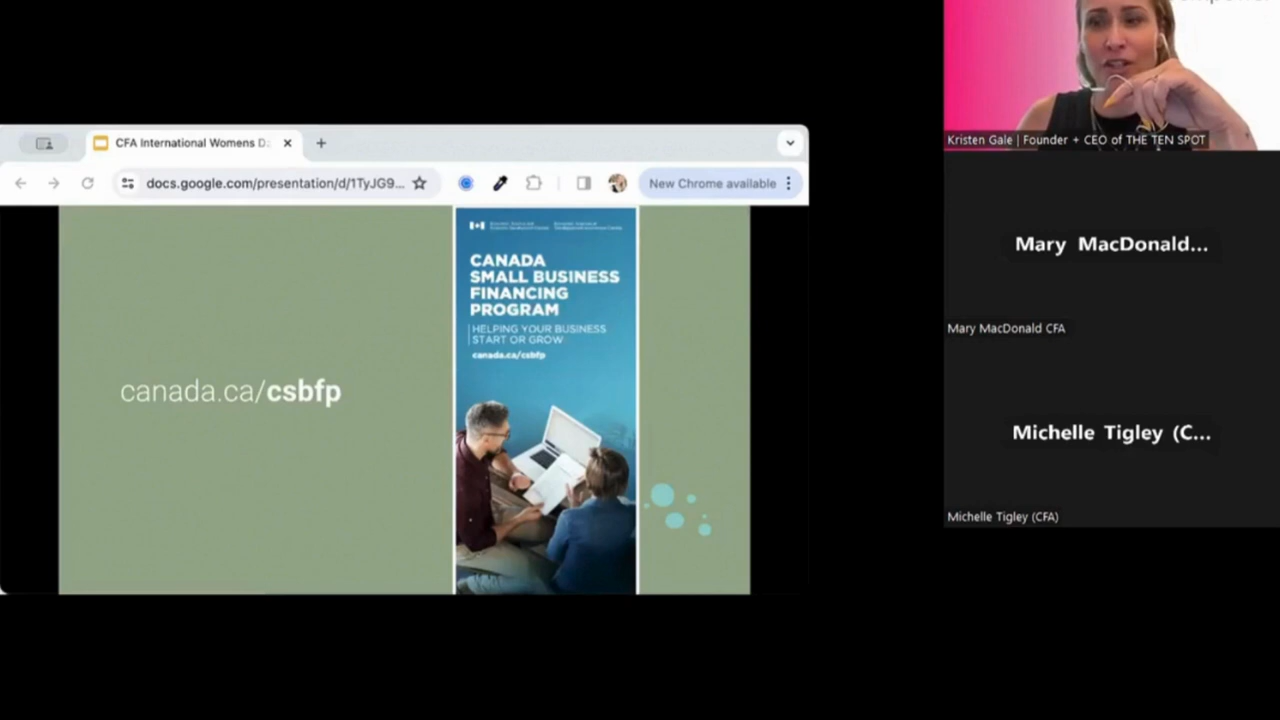 CFA International Womens D
docs.google.com/presentation/d/1TyJG9...
New Chrome available
canada.ca/csbfp
CANADA
SMALL BUSINESS
FINANCING
PROGRAM
HELPING YOUR BUSINESS
START OR GROW
canada.ca/csbfp
Kristen Gale | Founder + CEO of THE TEN SPOT
Mary MacDonald...
Mary MacDonald CFA
Michelle Tigley (C...
Michelle Tigley (CFA)